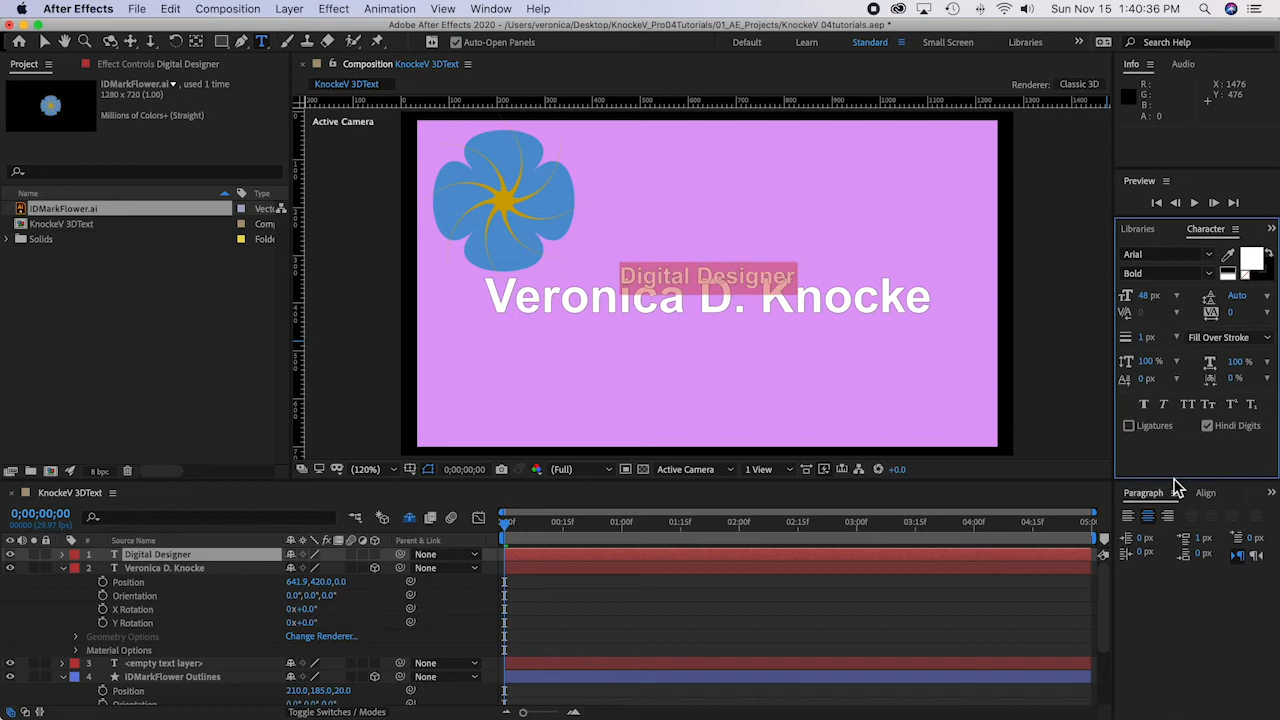 After Effects File Edit Composition Layer Effect Animation View Window Help Sun Nov 15 1:40:36 PM
Adobe After Effects 2020 - /Users/veronica/Desktop/KnockeV_Pro04Tutorials/01_AE_Projects/KnockeV 04tutorials.aep *
Auto-Open Panels Default Learn Standard Small Screen Libraries Search Help
Project Effect Controls Digital Designer Composition KnockeV 3DText Info Audio
IDMarkFlower.ai, used 1 time KnockeV 3DText Renderer: Classic 3D R: X: 1476
1280 x 720 (1.00) G: Y: 476
B:
Millions of Colors+ (Straight) Active Camera A: 0
Preview
Name Type
IDMarkFlower.ai Vect
KnockeV 3DText Comp
Solids Folde
Libraries Character
Arial
Bold
Digital Designer
Veronica D. Knocke
48 px Auto
0 0
1 px Fill Over Stroke
100 % 100 %
0 px 0 %
Ligatures Hindi Digits
8 bpc (120%) 0;00;00;00 (Full) Active Camera 1 View +0.0
KnockeV 3DText Paragraph Align
0;00;00;00
00000 (29.97 fps) 00f 00:15f 01:00f 01:15f 02:00f 02:15f 03:00f 03:15f 04:00f 04:15f 05:0
# Source Name Parent & Link 0 px 1 px 0 px
1 T Digital Designer None 0 px 0 px
2 T Veronica D. Knocke None
Position 641.9,420.0,0.0
Orientation 0.0°,0.0°,0.0°
X Rotation 0x+0.0°
Y Rotation 0x+0.0°
Geometry Options Change Renderer...
Material Options
3 T <empty text layer> None
4 IDMarkFlower Outlines None
Position 210.0,185.0,20.0
Toggle Switches / Modes